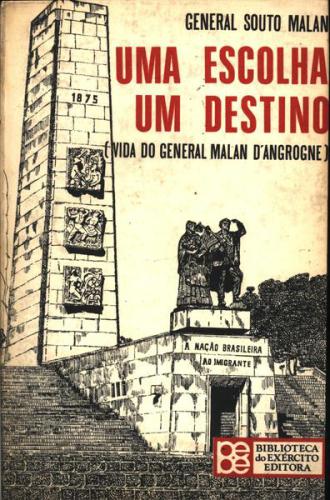 GENERAL SOUTO MALAN
UMA ESCOLHA
UM DESTINO
(VIDA DO GENERAL MALAN D'ANGROGNE)
1875
A NAÇÃO BRASILEIRA
AO IMIGRANTE
BIBLIOTECA
do EXÉRCITO
EDITORA